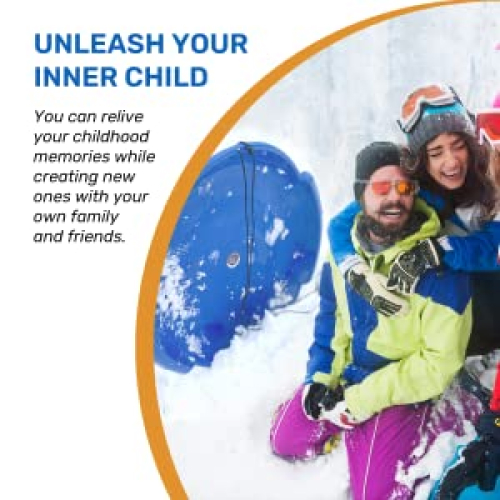 UNLEASH YOUR
INNER CHILD
You can relive
your childhood
memories while
creating new
ones with your
own family
and friends.